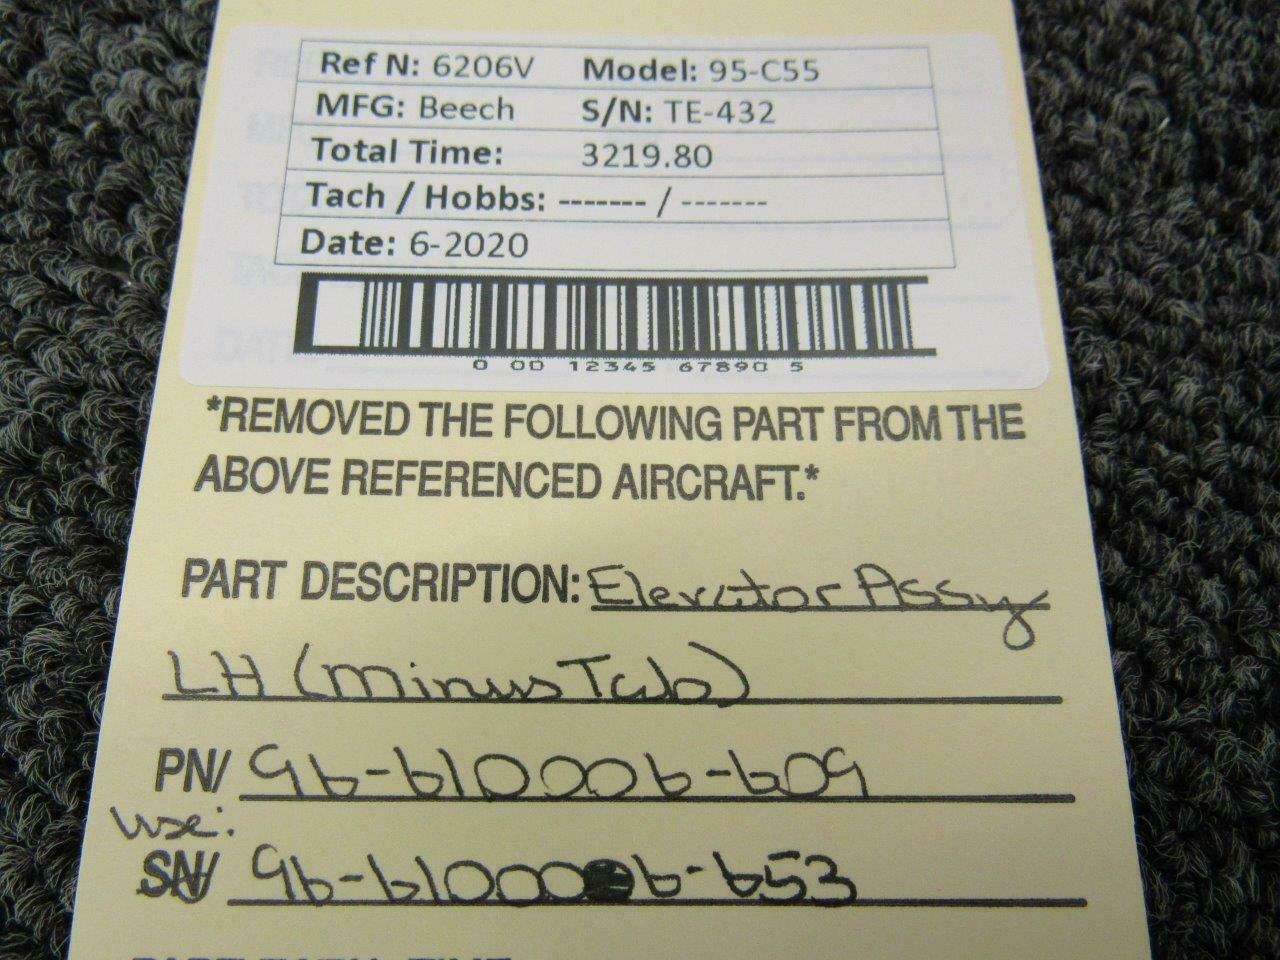 Ref N: 6206V Model: 95-C55
MFG: Beech S/N: TE-432
Total Time: 3219.80
Tach / Hobbs: ------- / -------
Date: 6-2020
0 00 12345 67890 5
*REMOVED THE FOLLOWING PART FROM THE
ABOVE REFERENCED AIRCRAFT.*
PART DESCRIPTION: Elevator Assy
LH (minus Tab)
PN/ 96-610006-609
use:
SN/ 96-610006-653